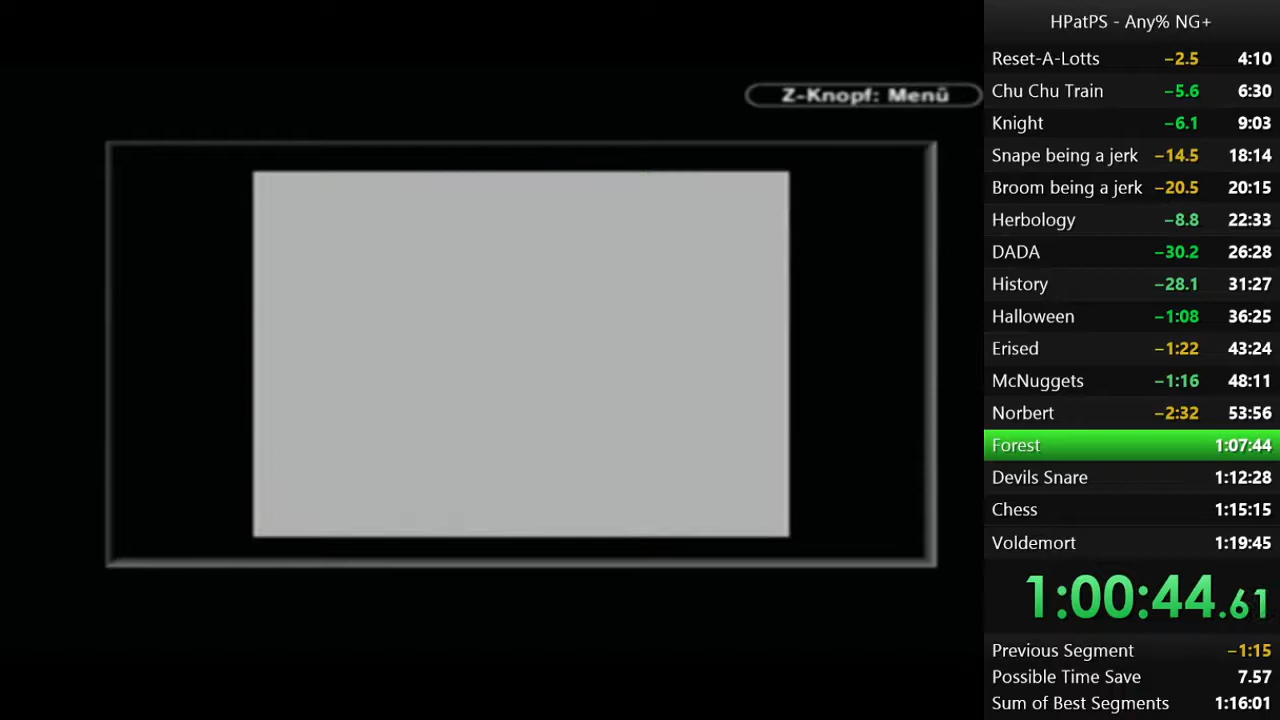 Z-Knopf: Menü
HPatPS - Any% NG+
Reset-A-Lotts −2.5 4:10
Chu Chu Train −5.6 6:30
Knight −6.1 9:03
Snape being a jerk −14.5 18:14
Broom being a jerk −20.5 20:15
Herbology −8.8 22:33
DADA −30.2 26:28
History −28.1 31:27
Halloween −1:08 36:25
Erised −1:22 43:24
McNuggets −1:16 48:11
Norbert −2:32 53:56
Forest 1:07:44
Devils Snare 1:12:28
Chess 1:15:15
Voldemort 1:19:45
1:00:44.61
Previous Segment −1:15
Possible Time Save 7.57
Sum of Best Segments 1:16:01